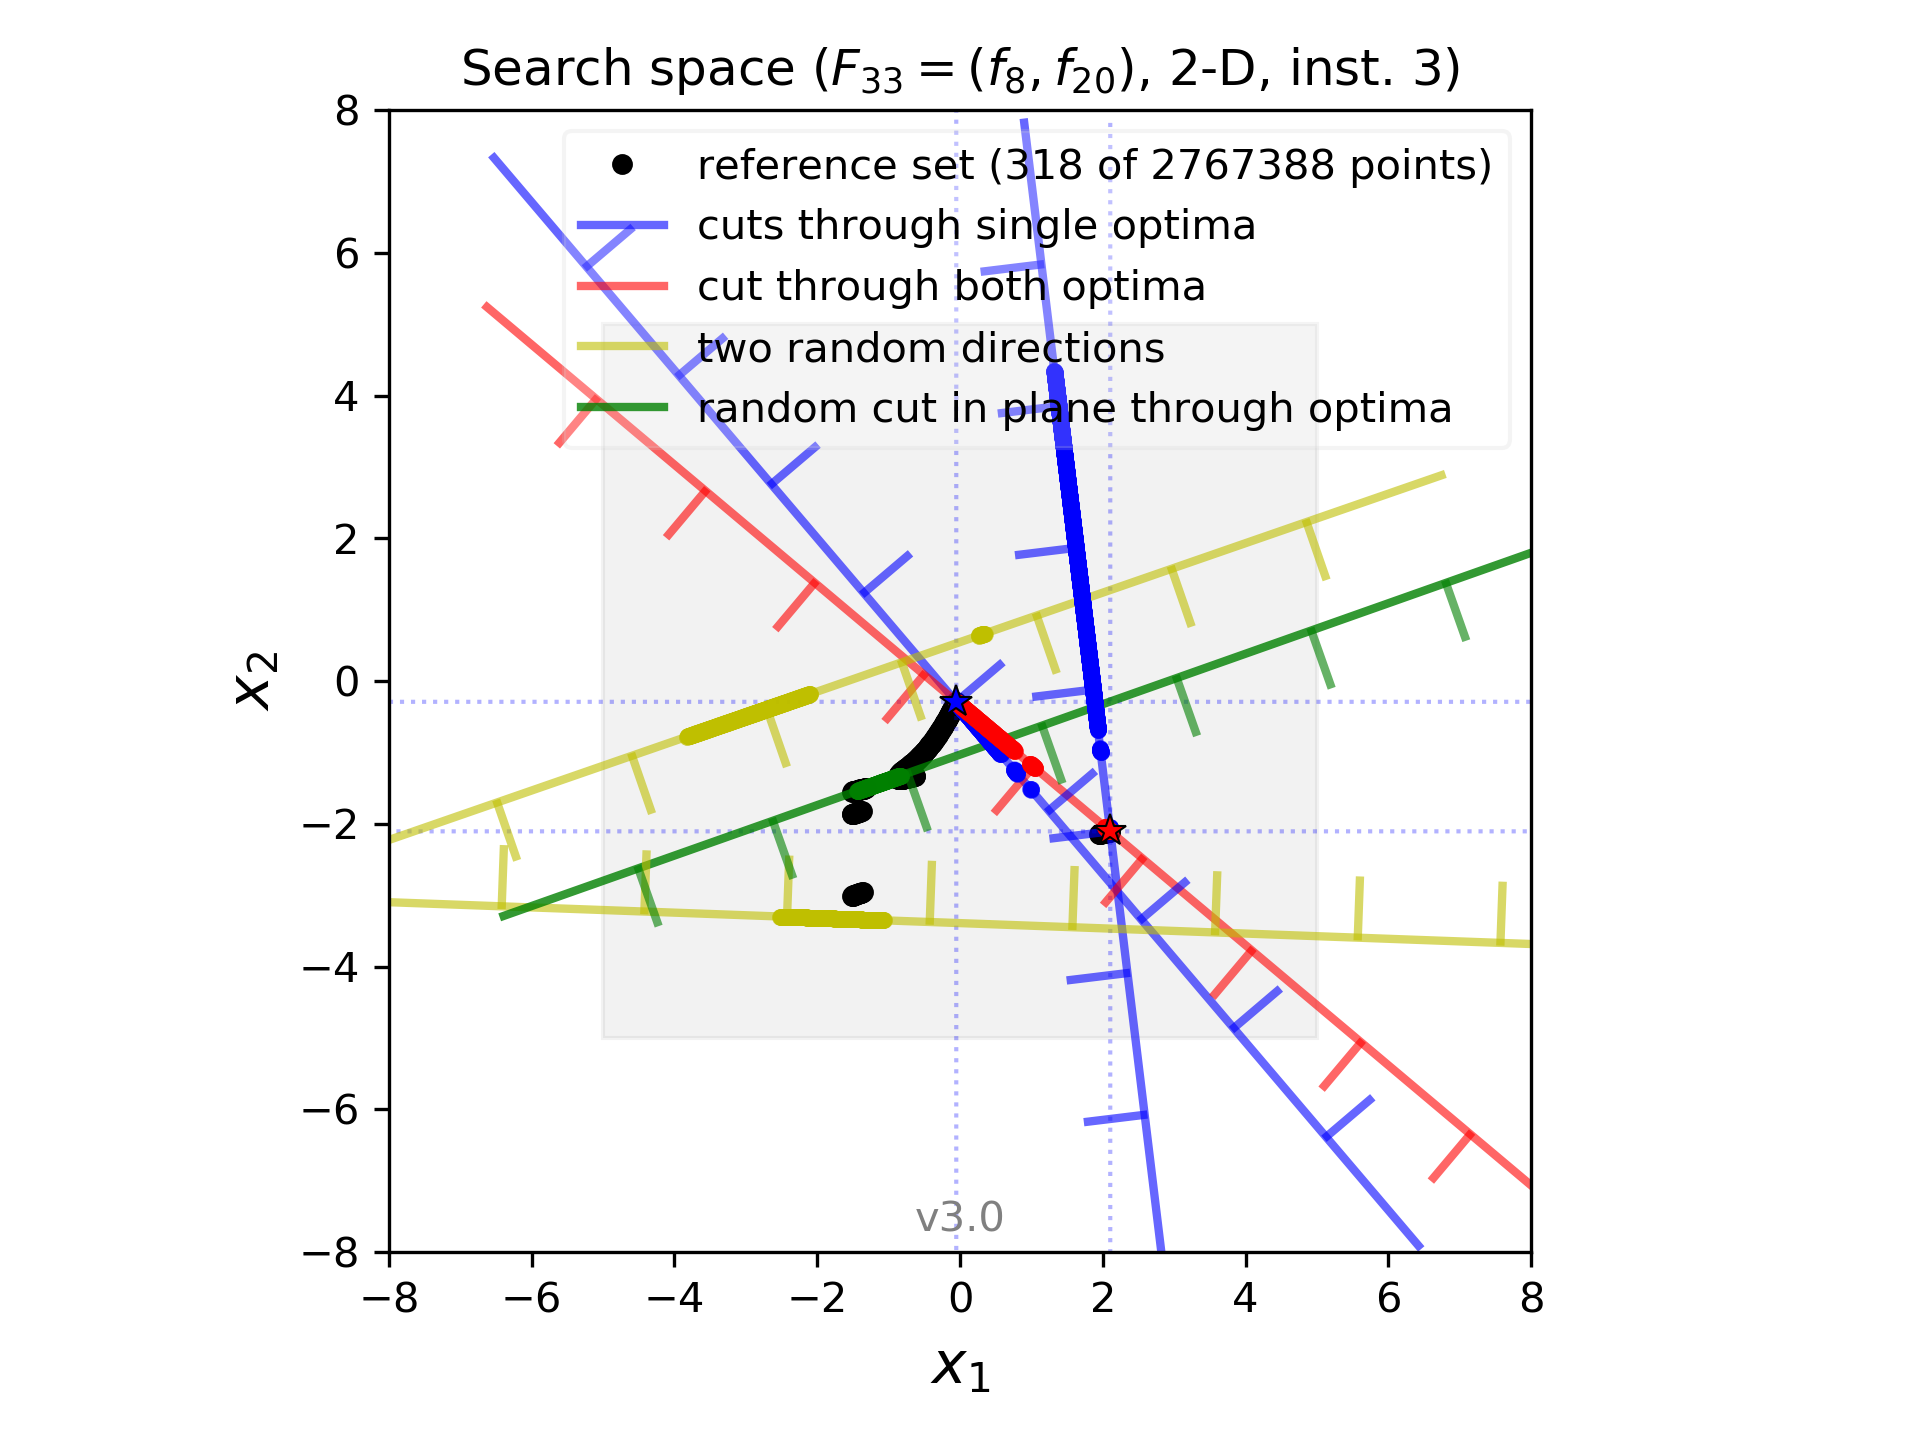 Search space (F33 = (f8, f20), 2-D, inst. 3)
reference set (318 of 2767388 points)
cuts through single optima
cut through both optima
two random directions
random cut in plane through optima
8
6
4
2
0
−2
−4
−6
−8
x2
v3.0
−8 −6 −4 −2 0 2 4 6 8
x1